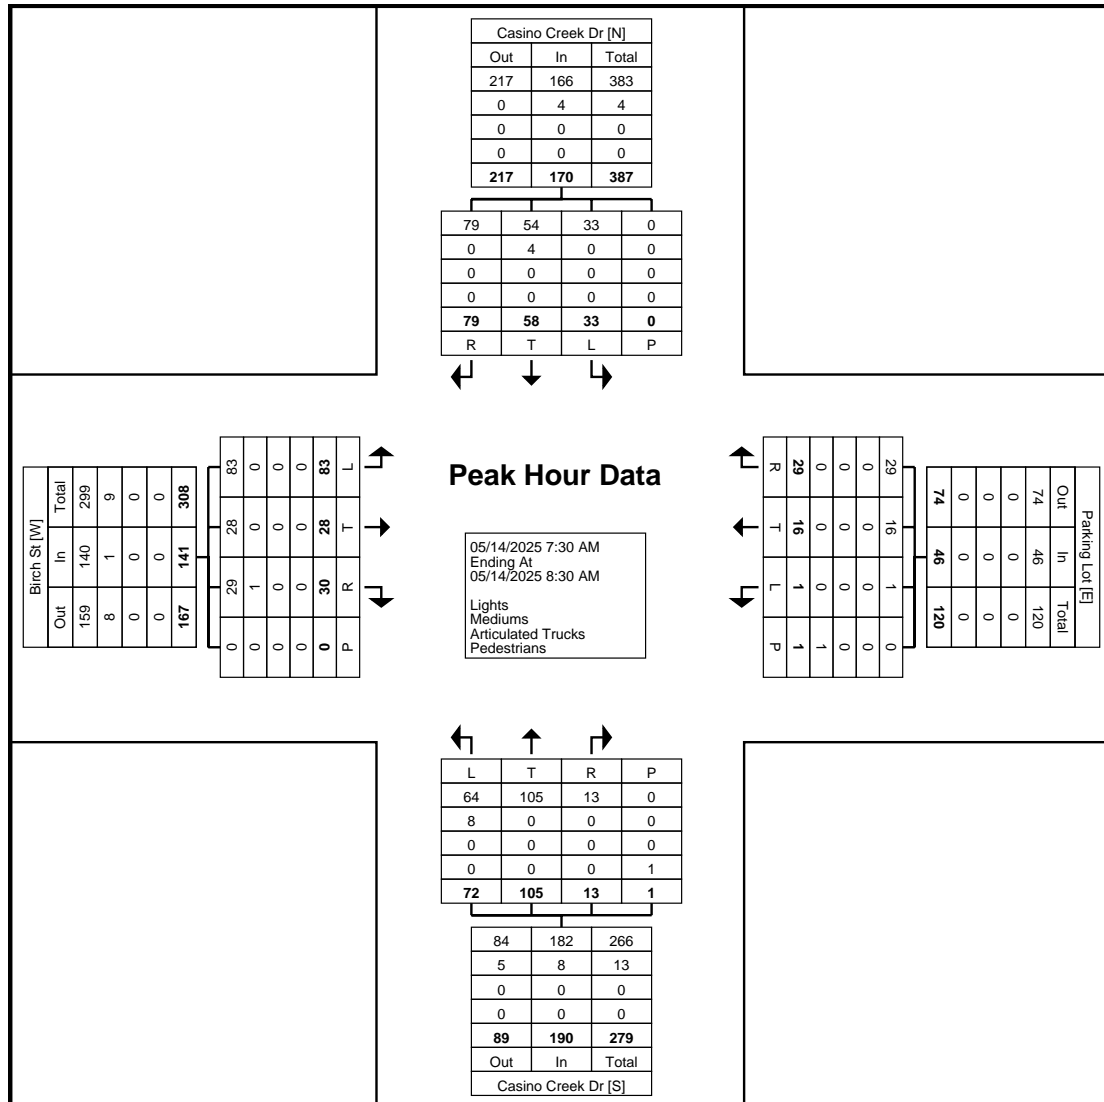 Casino Creek Dr [N]
Out In Total
217 166 383
0 4 4
0 0 0
0 0 0
217 170 387
79 54 33 0
0 4 0 0
0 0 0 0
0 0 0 0
79 58 33 0
R T L P
Birch St [W]
Total In Out
299 140 159
9 1 8
0 0 0
0 0 0
308 141 167
83 28 29 0
0 0 1 0
0 0 0 0
0 0 0 0
83 28 30 0
L T R P
Peak Hour Data
05/14/2025 7:30 AM
Ending At
05/14/2025 8:30 AM
Lights
Mediums
Articulated Trucks
Pedestrians
R T L P
29 16 1 1
0 0 0 1
0 0 0 0
0 0 0 0
29 16 1 0
74 46 120
0 0 0
0 0 0
0 0 0
74 46 120
Out In Total
Parking Lot [E]
L T R P
64 105 13 0
8 0 0 0
0 0 0 0
0 0 0 1
72 105 13 1
84 182 266
5 8 13
0 0 0
0 0 0
89 190 279
Out In Total
Casino Creek Dr [S]